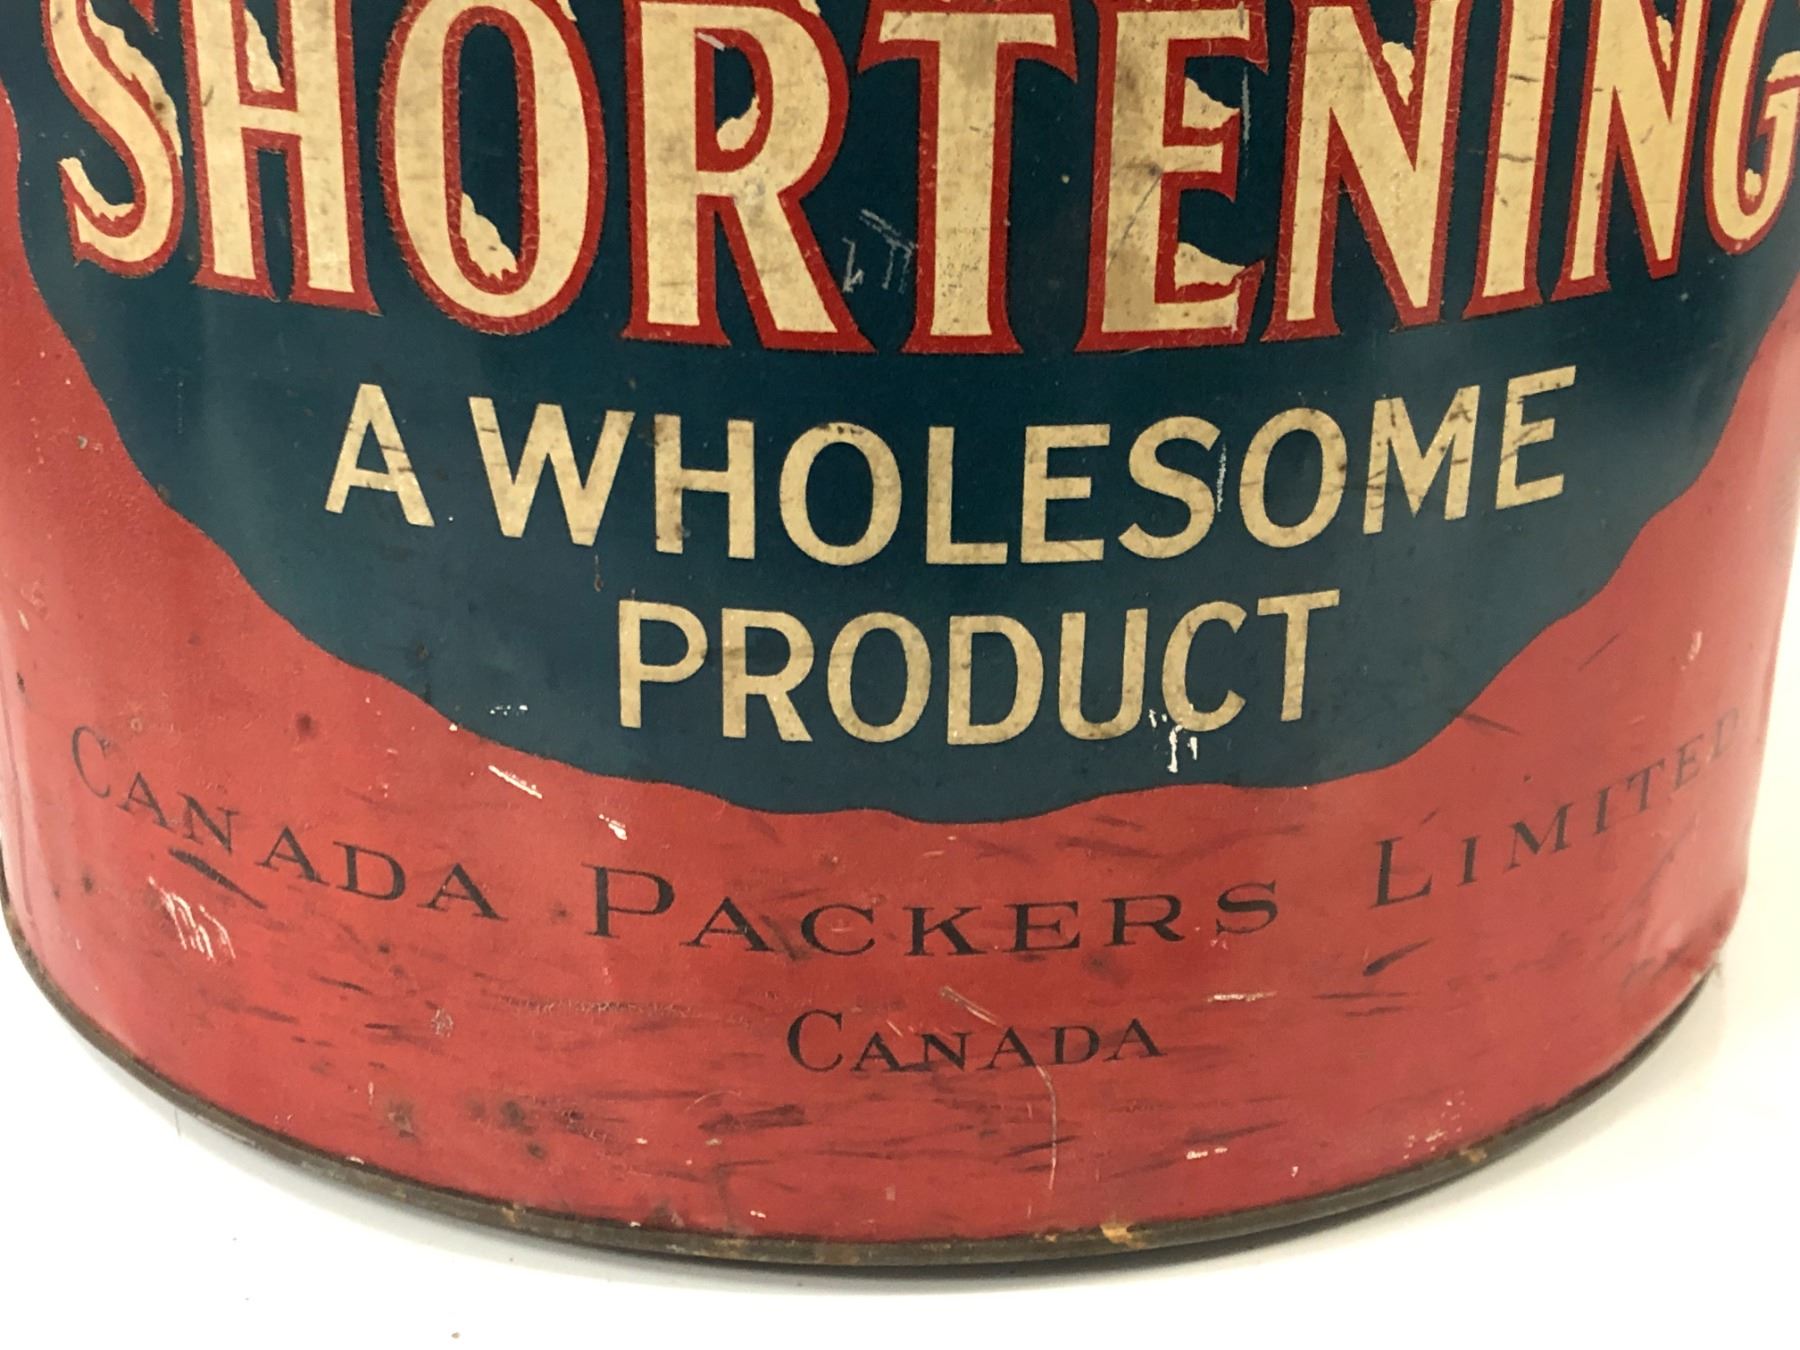 SHORTENING
A WHOLESOME
PRODUCT
CANADA PACKERS LIMITED
CANADA